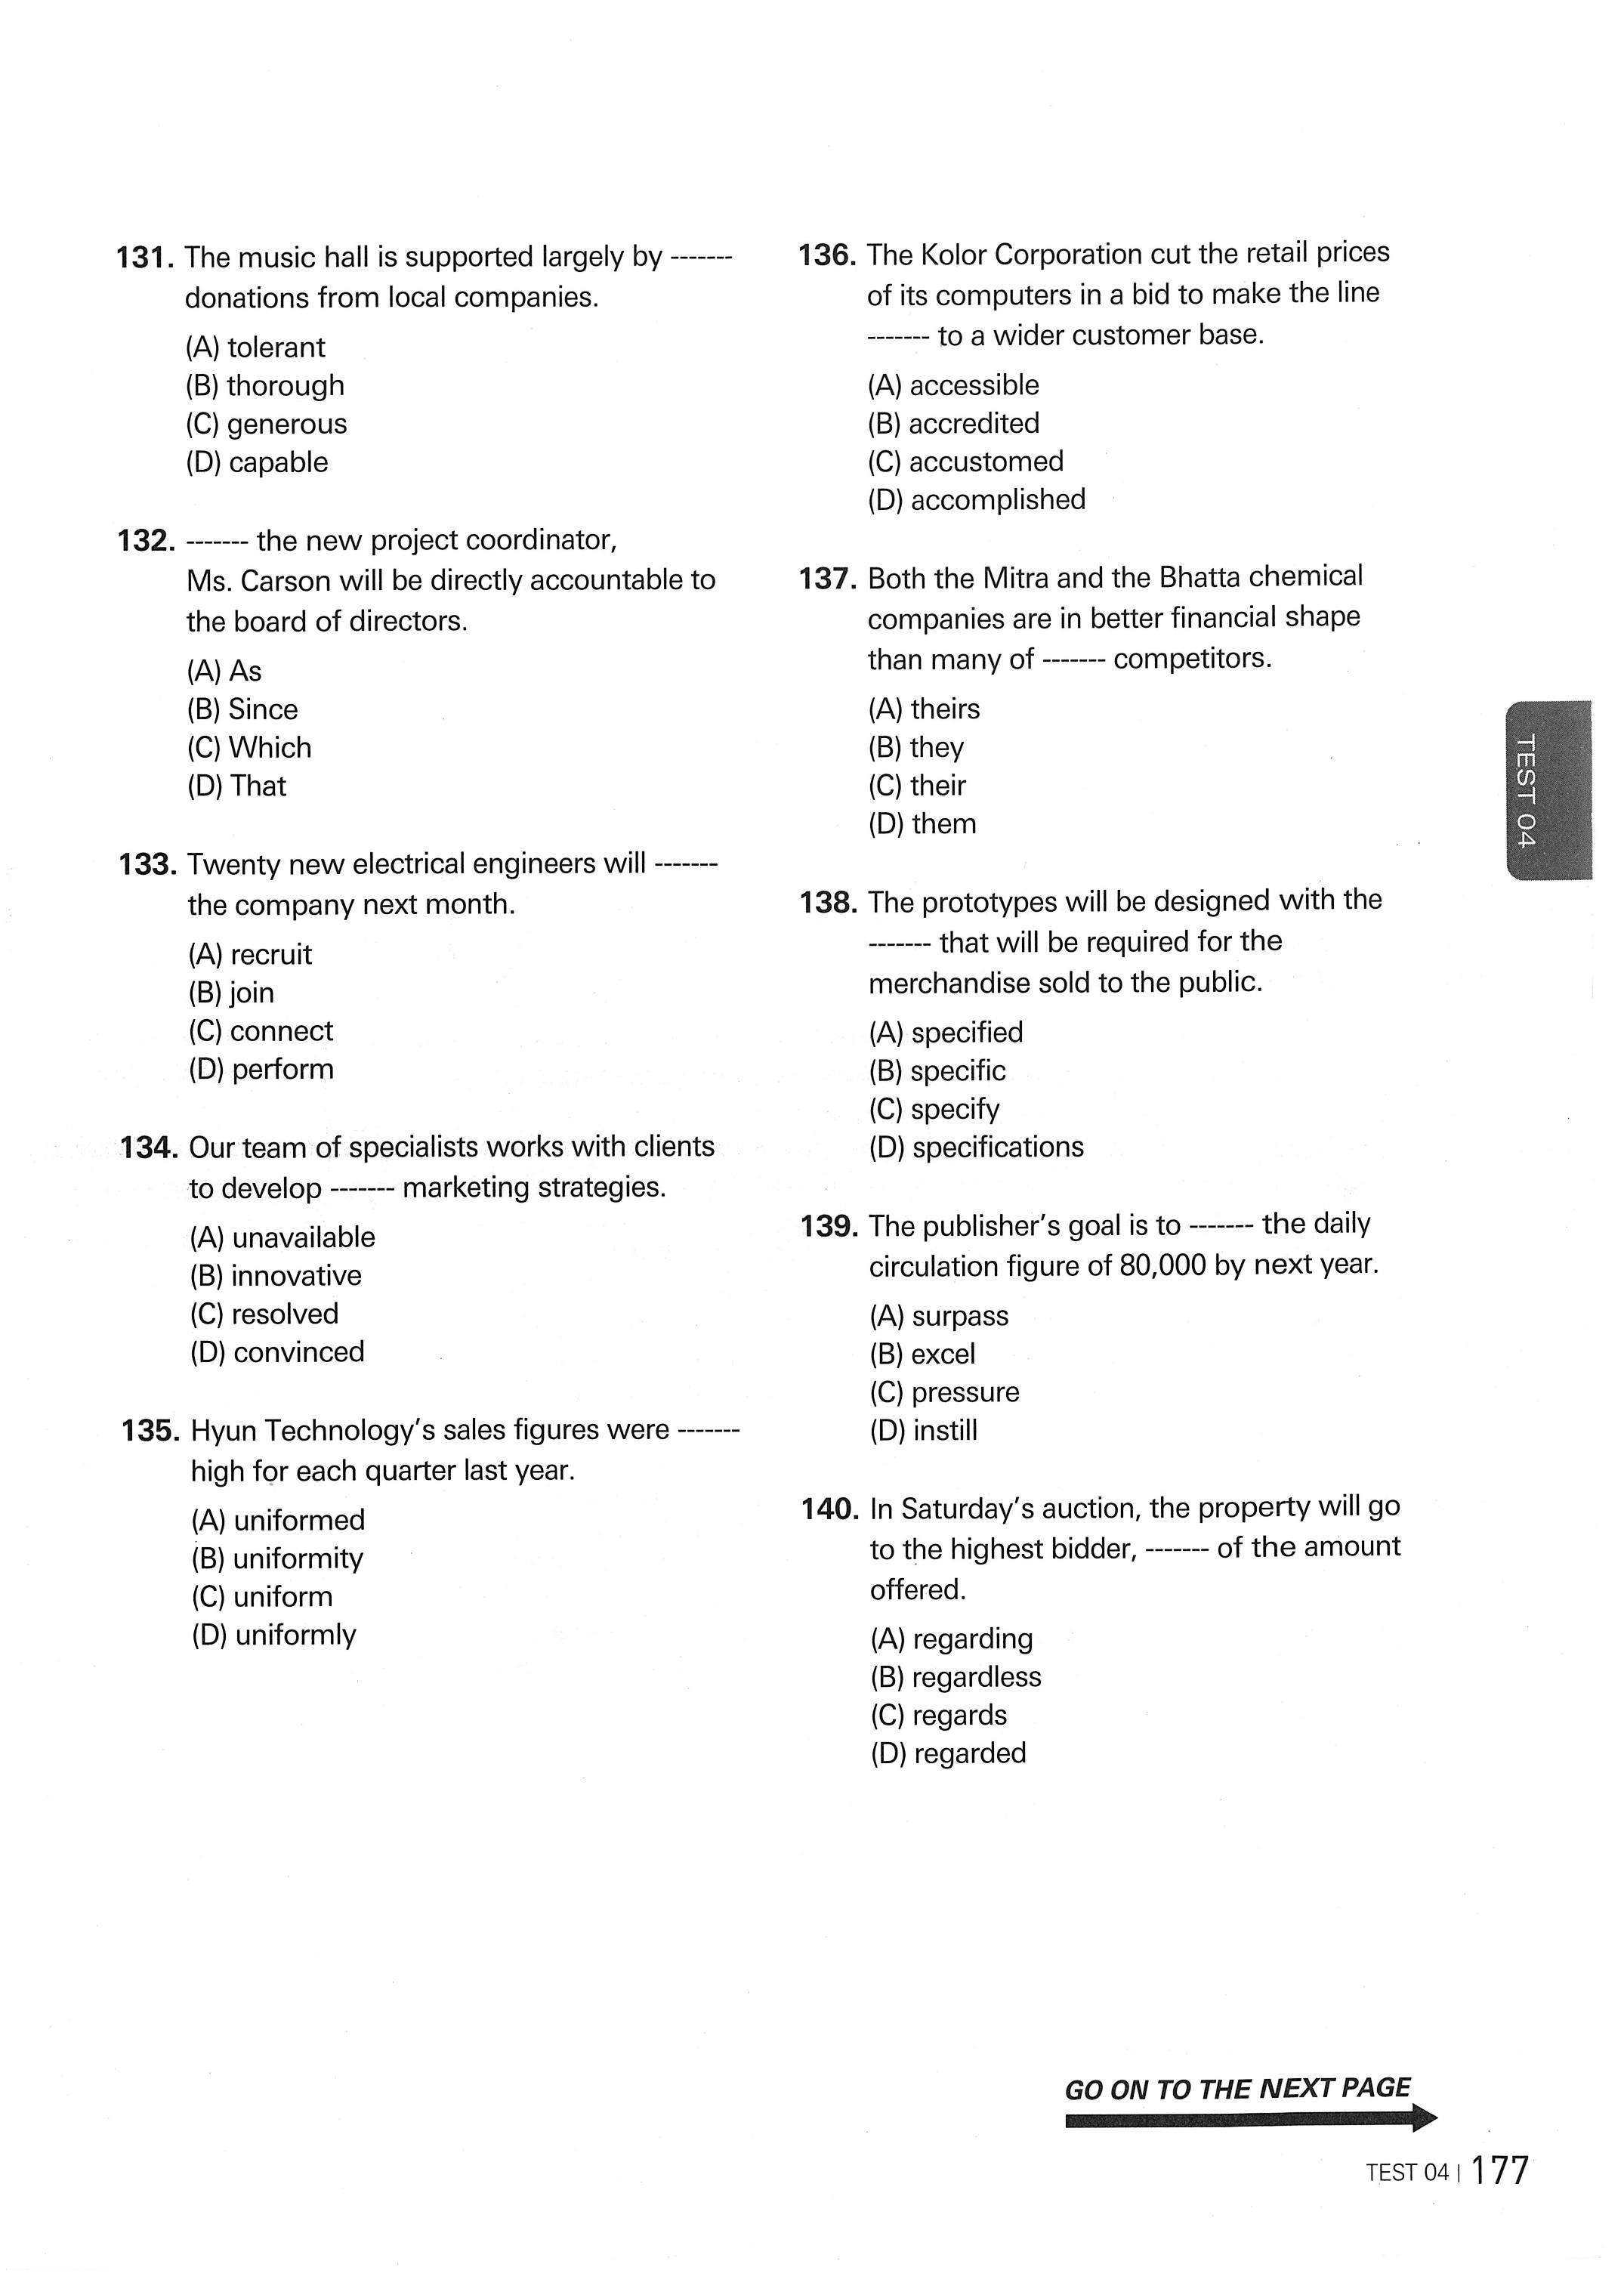 131. The music hall is supported largely by -------
donations from local companies.
(A) tolerant
(B) thorough
(C) generous
(D) capable
132. ------- the new project coordinator,
Ms. Carson will be directly accountable to
the board of directors.
(A) As
(B) Since
(C) Which
(D) That
133. Twenty new electrical engineers will -------
the company next month.
(A) recruit
(B) join
(C) connect
(D) perform
134. Our team of specialists works with clients
to develop ------- marketing strategies.
(A) unavailable
(B) innovative
(C) resolved
(D) convinced
135. Hyun Technology's sales figures were -------
high for each quarter last year.
(A) uniformed
(B) uniformity
(C) uniform
(D) uniformly
136. The Kolor Corporation cut the retail prices
of its computers in a bid to make the line
------- to a wider customer base.
(A) accessible
(B) accredited
(C) accustomed
(D) accomplished
137. Both the Mitra and the Bhatta chemical
companies are in better financial shape
than many of ------- competitors.
(A) theirs
(B) they
(C) their
(D) them
138. The prototypes will be designed with the
------- that will be required for the
merchandise sold to the public.
(A) specified
(B) specific
(C) specify
(D) specifications
139. The publisher's goal is to ------- the daily
circulation figure of 80,000 by next year.
(A) surpass
(B) excel
(C) pressure
(D) instill
140. In Saturday's auction, the property will go
to the highest bidder, ------- of the amount
offered.
(A) regarding
(B) regardless
(C) regards
(D) regarded
TEST 04
GO ON TO THE NEXT PAGE
TEST 04 | 177